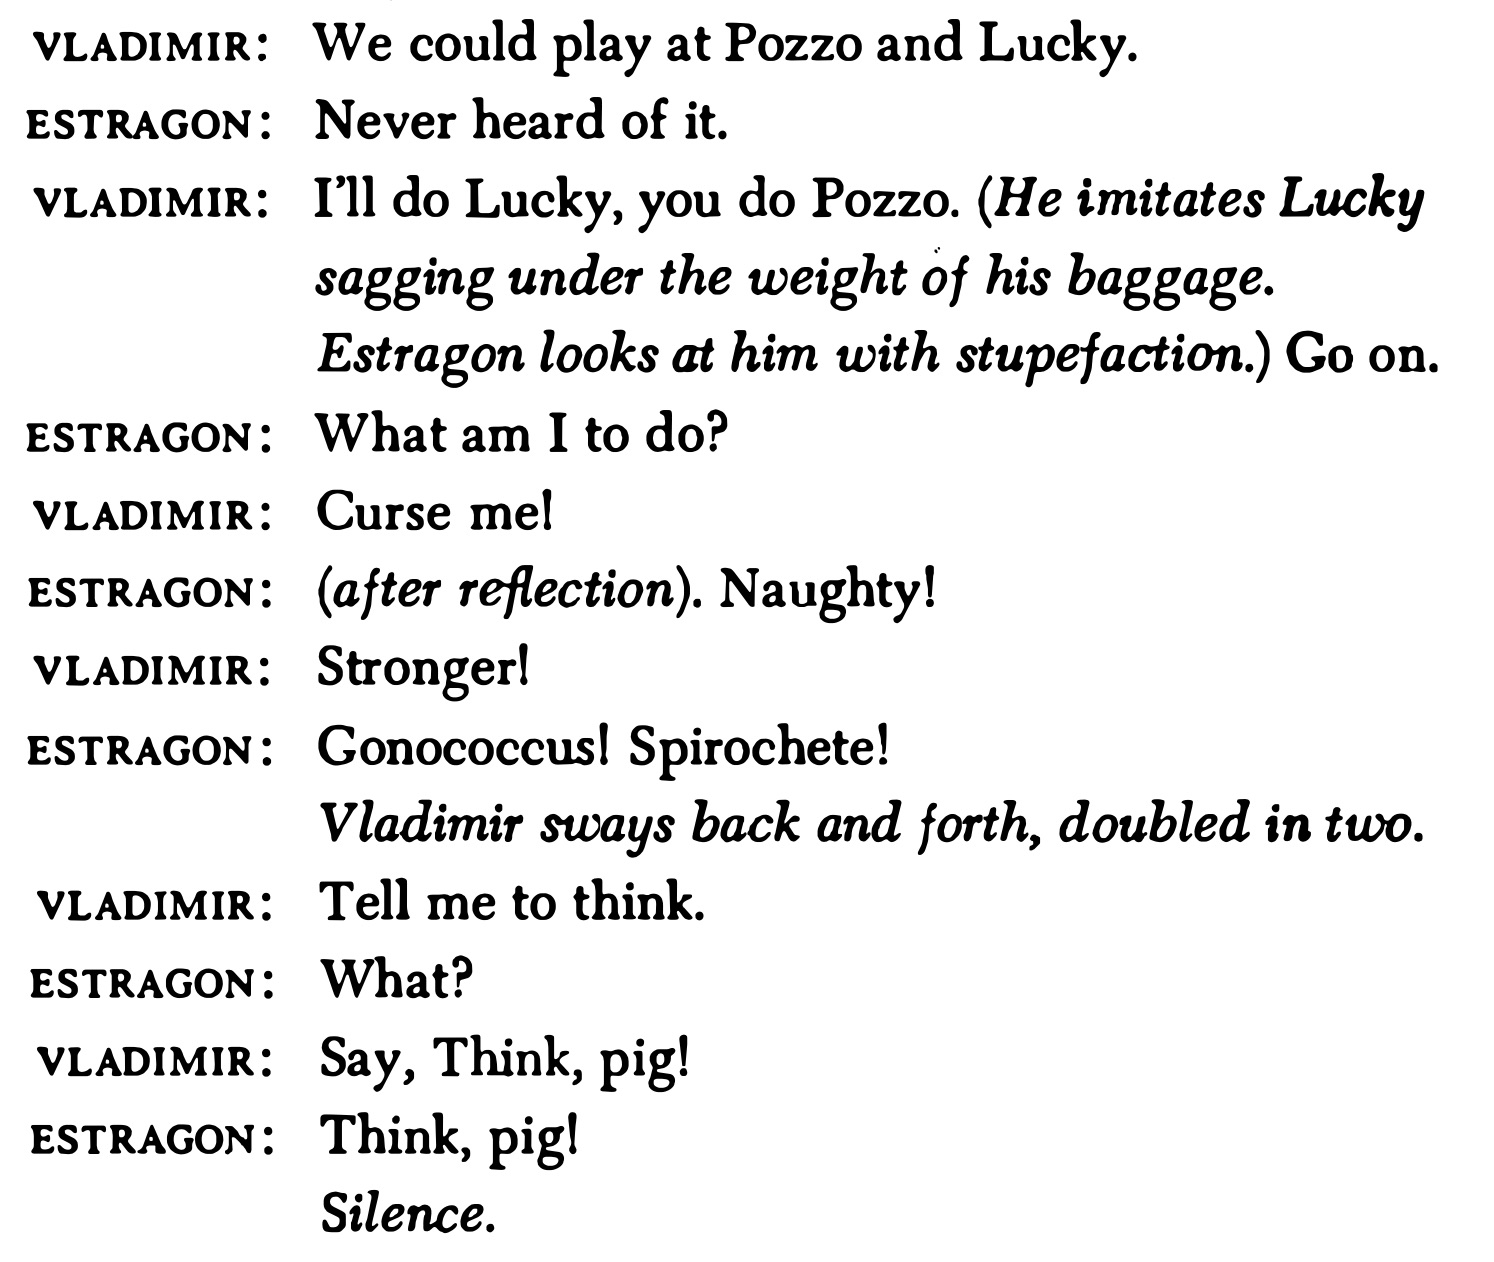 VLADIMIR: We could play at Pozzo and Lucky.
ESTRAGON: Never heard of it.
VLADIMIR: I'll do Lucky, you do Pozzo. (He imitates Lucky
sagging under the weight of his baggage.
Estragon looks at him with stupefaction.) Go on.
ESTRAGON: What am I to do?
VLADIMIR: Curse me!
ESTRAGON: (after reflection). Naughty!
VLADIMIR: Stronger!
ESTRAGON: Gonococcus! Spirochete!
Vladimir sways back and forth, doubled in two.
VLADIMIR: Tell me to think.
ESTRAGON: What?
VLADIMIR: Say, Think, pig!
ESTRAGON: Think, pig!
Silence.